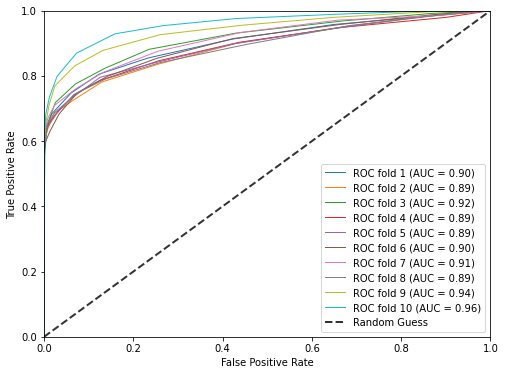 1.0
0.8
0.6
0.4
0.2
0.0
True Positive Rate
0.0 0.2 0.4 0.6 0.8 1.0
False Positive Rate
ROC fold 1 (AUC = 0.90)
ROC fold 2 (AUC = 0.89)
ROC fold 3 (AUC = 0.92)
ROC fold 4 (AUC = 0.89)
ROC fold 5 (AUC = 0.89)
ROC fold 6 (AUC = 0.90)
ROC fold 7 (AUC = 0.91)
ROC fold 8 (AUC = 0.89)
ROC fold 9 (AUC = 0.94)
ROC fold 10 (AUC = 0.96)
Random Guess